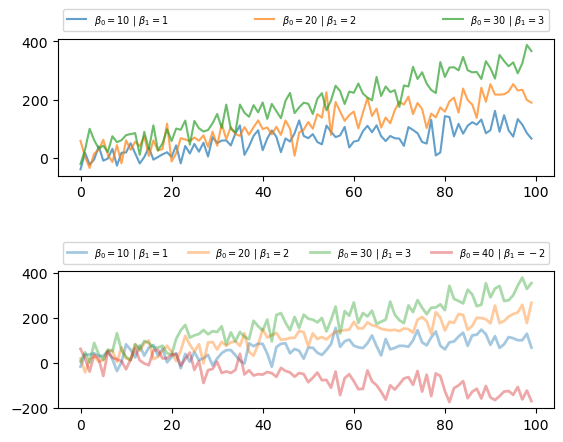 β₀ = 10 | β₁ = 1 β₀ = 20 | β₁ = 2 β₀ = 30 | β₁ = 3
400
200
0
0 20 40 60 80 100
β₀ = 10 | β₁ = 1 β₀ = 20 | β₁ = 2 β₀ = 30 | β₁ = 3 β₀ = 40 | β₁ = −2
400
200
0
−200
0 20 40 60 80 100